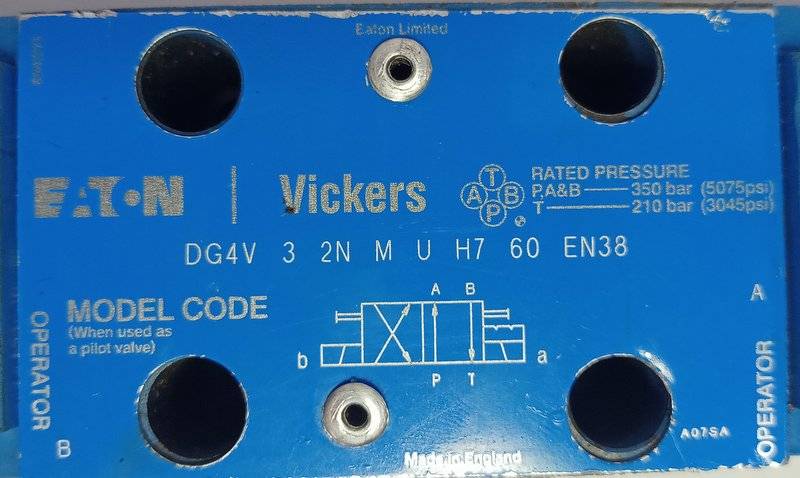 Eaton Limited
EATON | Vickers
T
A B
P
RATED PRESSURE
P,A&B — 350 bar (5075psi)
T — 210 bar (3045psi)
DG4V 3 2N M U H7 60 EN38
MODEL CODE
(When used as
a pilot valve)
A B
b a
P T
OPERATOR
B
A
OPERATOR
A07SA
Made in England